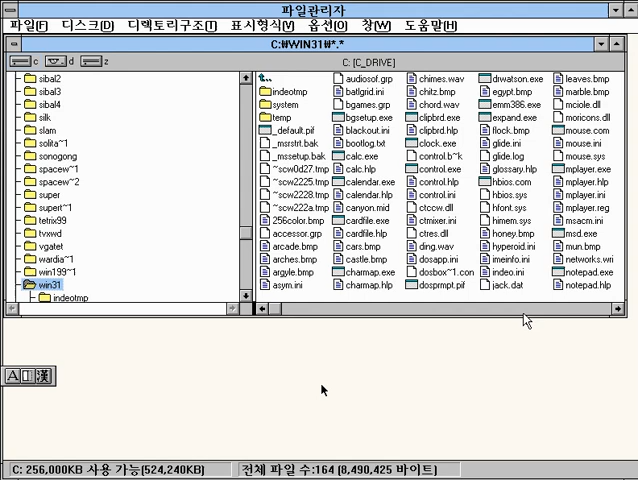 파일관리자
파일(F) 디스크(D) 디렉토리구조(T) 표시형식(V) 옵션(O) 창(W) 도움말(H)
C:₩WIN31₩*.*
c d z C: [C_DRIVE]
sibal2
sibal3
sibal4
silk
slam
solita~1
sonogong
spacew~1
spacew~2
super
supert~1
tetrix99
tvxwd
vgatet
wardia~1
win199~1
win31
indeotmp
..
indeotmp
system
temp
_default.pif
_msrstrt.bak
_mssetup.bak
~scw0d27.tmp
~scw2225.tmp
~scw2228.tmp
~scw222a.tmp
256color.bmp
accessor.grp
arcade.bmp
arches.bmp
argyle.bmp
asym.ini
audiosof.grp
batlgrid.ini
bgames.grp
bgsetup.exe
blackout.ini
bootlog.txt
calc.exe
calc.hlp
calendar.exe
calendar.hlp
canyon.mid
cardfile.exe
cardfile.hlp
cars.bmp
castle.bmp
charmap.exe
charmap.hlp
chimes.wav
chitz.bmp
chord.wav
clipbrd.exe
clipbrd.hlp
clock.exe
control.b~k
control.exe
control.hlp
ctccw.dll
ctmixer.ini
ctres.dll
ding.wav
dosapp.ini
dosbox~1.con
dosprmpt.pif
drwatson.exe
egypt.bmp
emm386.exe
expand.exe
flock.bmp
glide.ini
glide.log
glossary.hlp
hbios.com
hbios.sys
hfont.sys
himem.sys
honey.bmp
hyperoid.ini
imeinfo.ini
indeo.ini
jack.dat
leaves.bmp
marble.bmp
mciole.dll
moricons.dll
mouse.com
mouse.ini
mouse.sys
mplayer.exe
mplayer.hlp
mplayer.ini
mplayer.reg
msacm.ini
msd.exe
mun.bmp
networks.wri
notepad.exe
notepad.hlp
A 漢
C: 256,000KB 사용 가능(524,240KB) 전체 파일 수:164 (8,490,425 바이트)